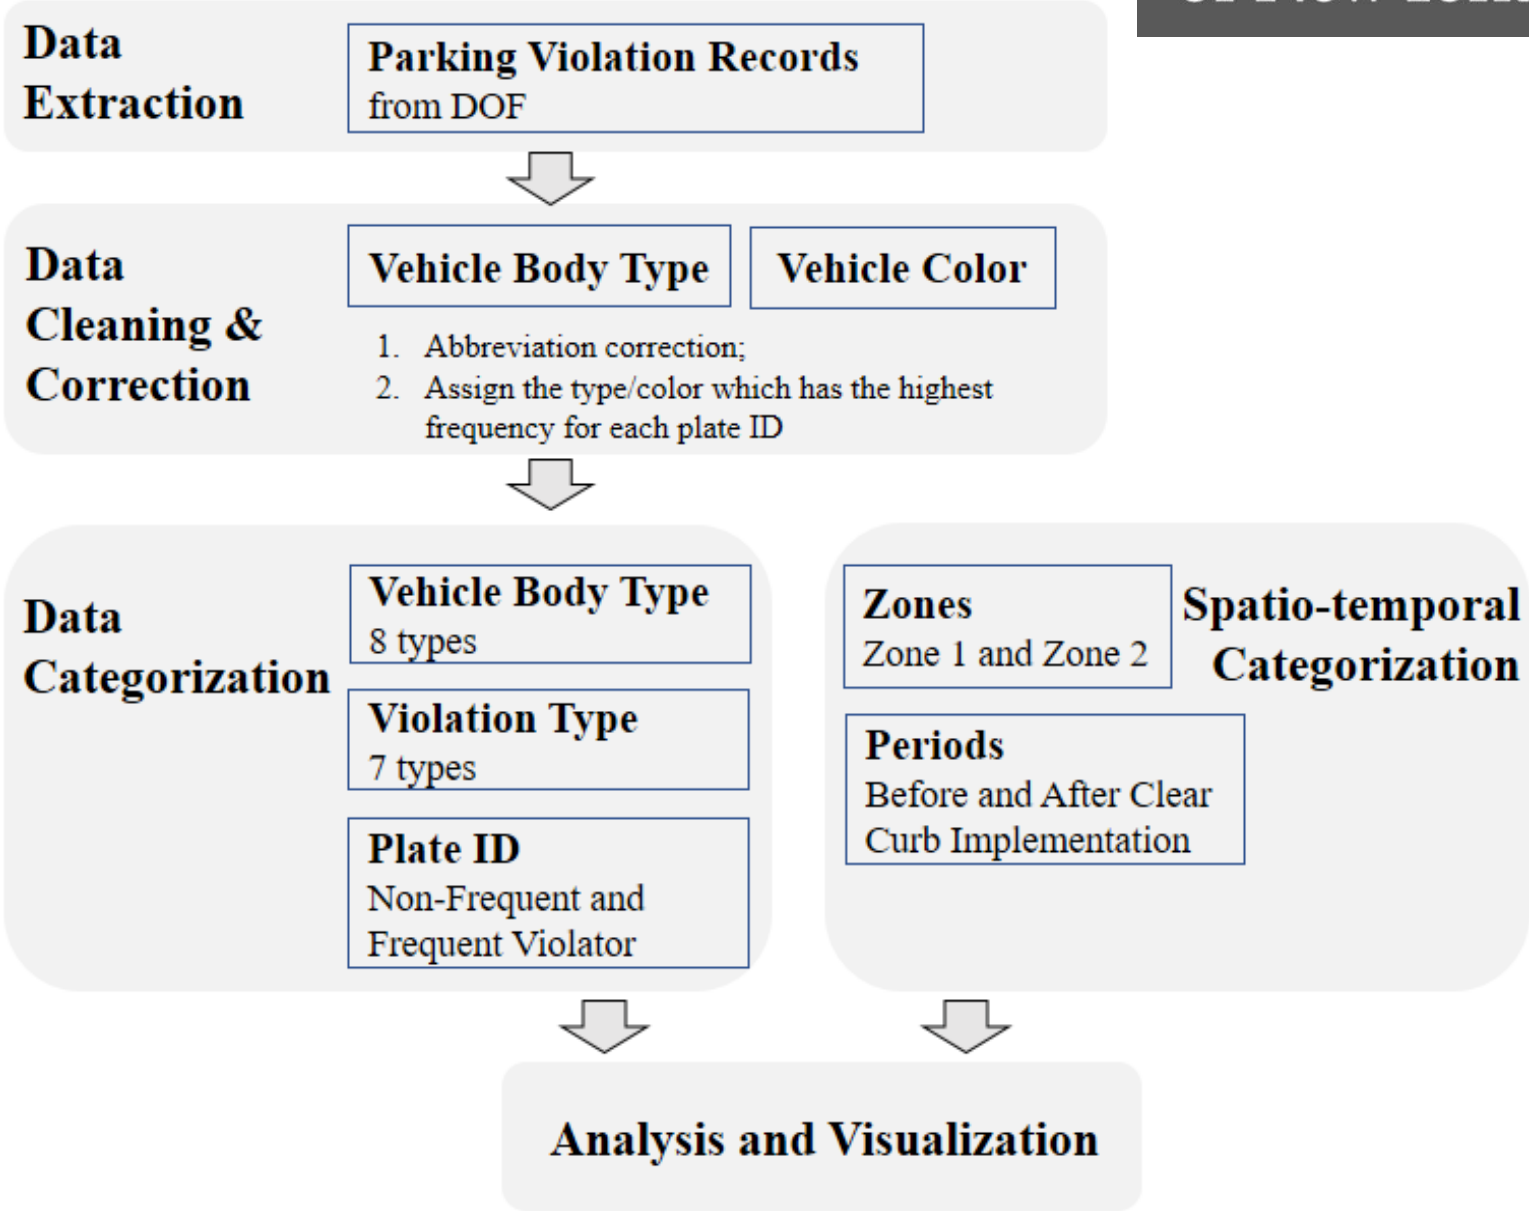 Data
Extraction
Parking Violation Records
from DOF
Data
Cleaning &
Correction
Vehicle Body Type
Vehicle Color
1. Abbreviation correction;
2. Assign the type/color which has the highest
frequency for each plate ID
Data
Categorization
Vehicle Body Type
8 types
Violation Type
7 types
Plate ID
Non-Frequent and
Frequent Violator
Zones
Zone 1 and Zone 2
Periods
Before and After Clear
Curb Implementation
Spatio-temporal
Categorization
Analysis and Visualization